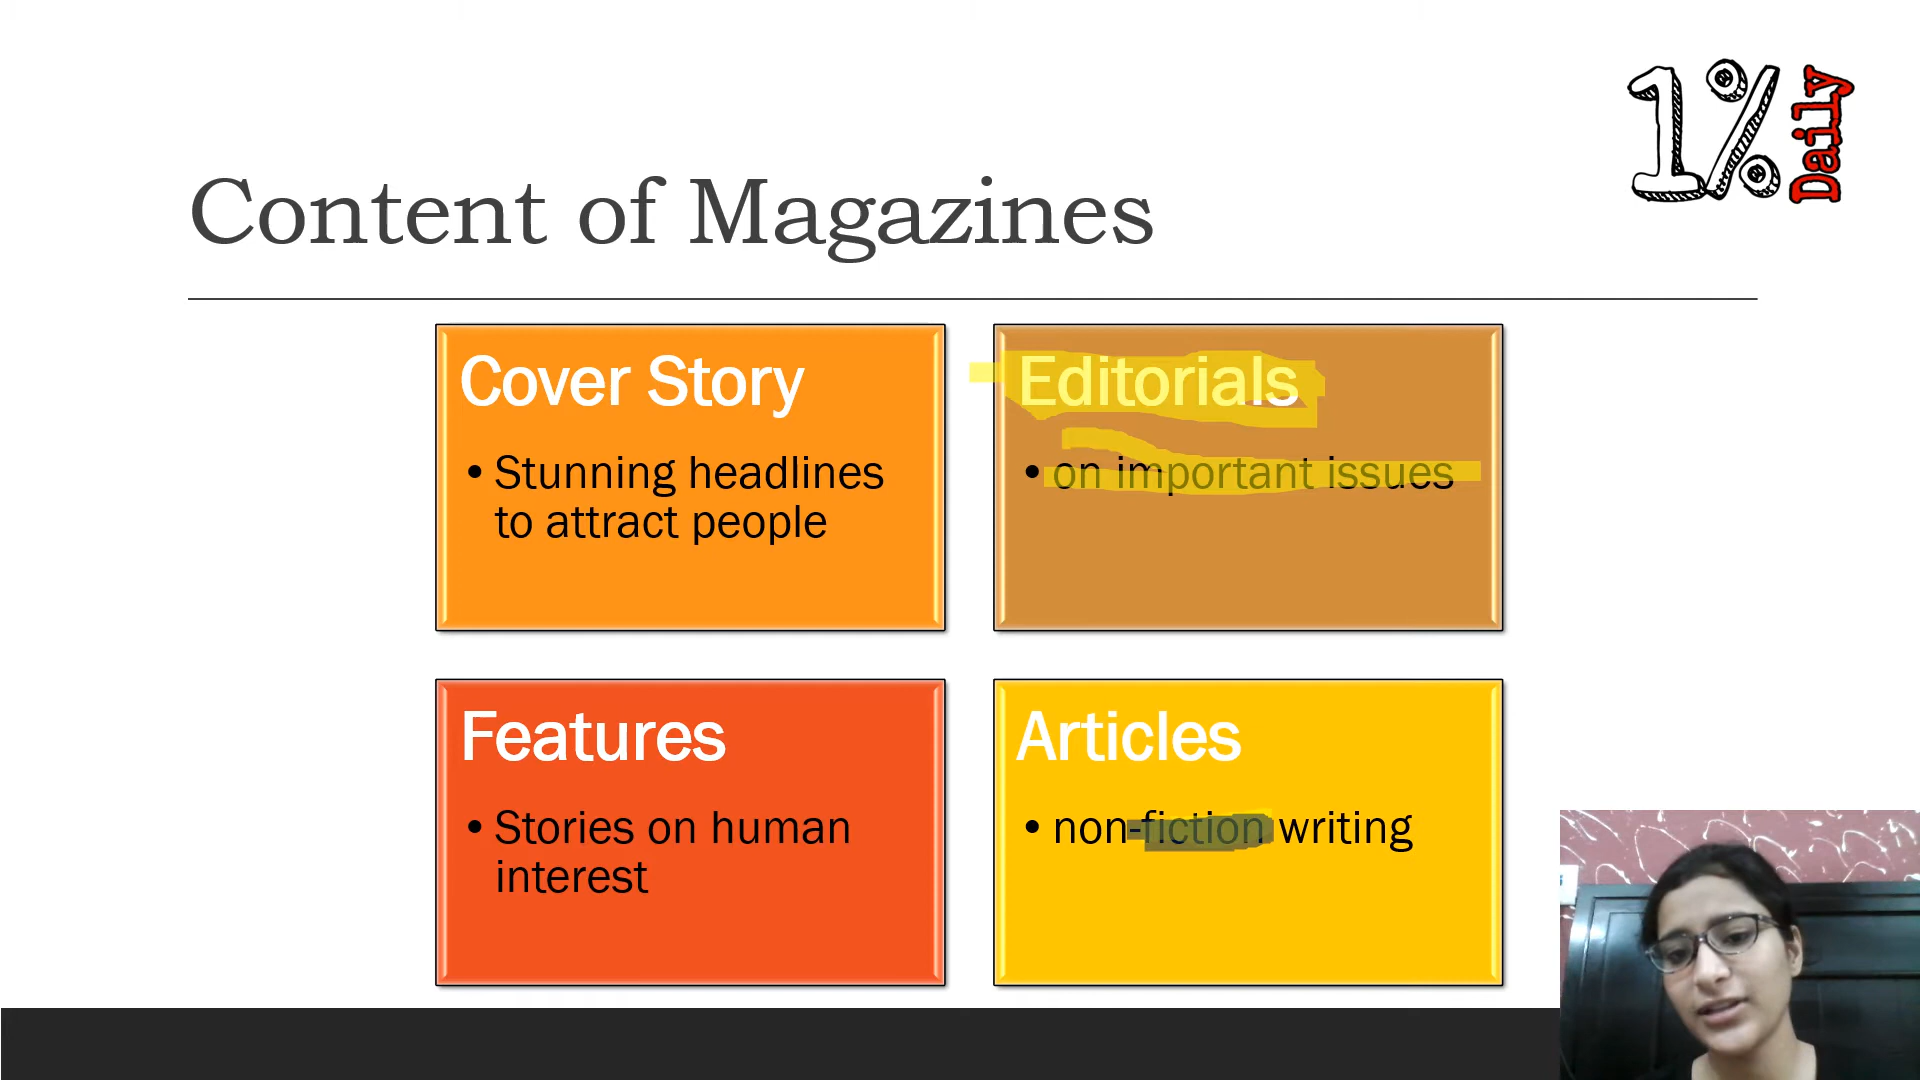 1%
Daily
Content of Magazines
Cover Story
• Stunning headlines
to attract people
Editorials
• on important issues
Features
• Stories on human
interest
Articles
• non-fiction writing